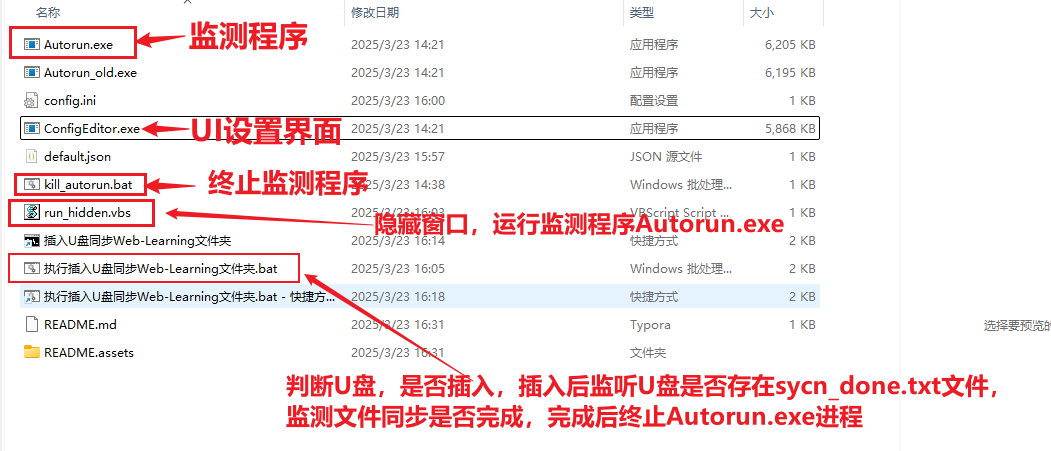 名称 修改日期 类型 大小
Autorun.exe 2025/3/23 14:21 应用程序 6,205 KB
监测程序
Autorun_old.exe 2025/3/23 14:21 应用程序 6,195 KB
config.ini 2025/3/23 16:00 配置设置 1 KB
ConfigEditor.exe 2025/3/23 14:21 应用程序 5,868 KB
UI设置界面
default.json 2025/3/23 15:57 JSON 源文件 1 KB
kill_autorun.bat 2025/3/23 14:38 Windows 批处理... 1 KB
终止监测程序
run_hidden.vbs 2025/3/23 16:03 VBScript Script ... 1 KB
隐藏窗口，运行监测程序Autorun.exe
插入U盘同步Web-Learning文件夹 2025/3/23 16:14 快捷方式 2 KB
执行插入U盘同步Web-Learning文件夹.bat 2025/3/23 16:05 Windows 批处理... 2 KB
执行插入U盘同步Web-Learning文件夹.bat - 快捷方... 2025/3/23 16:18 快捷方式 2 KB
README.md 2025/3/23 16:31 Typora 1 KB
选择要预览的
README.assets 2025/3/23 16:31 文件夹
判断U盘，是否插入，插入后监听U盘是否存在sycn_done.txt文件，
监测文件同步是否完成，完成后终止Autorun.exe进程